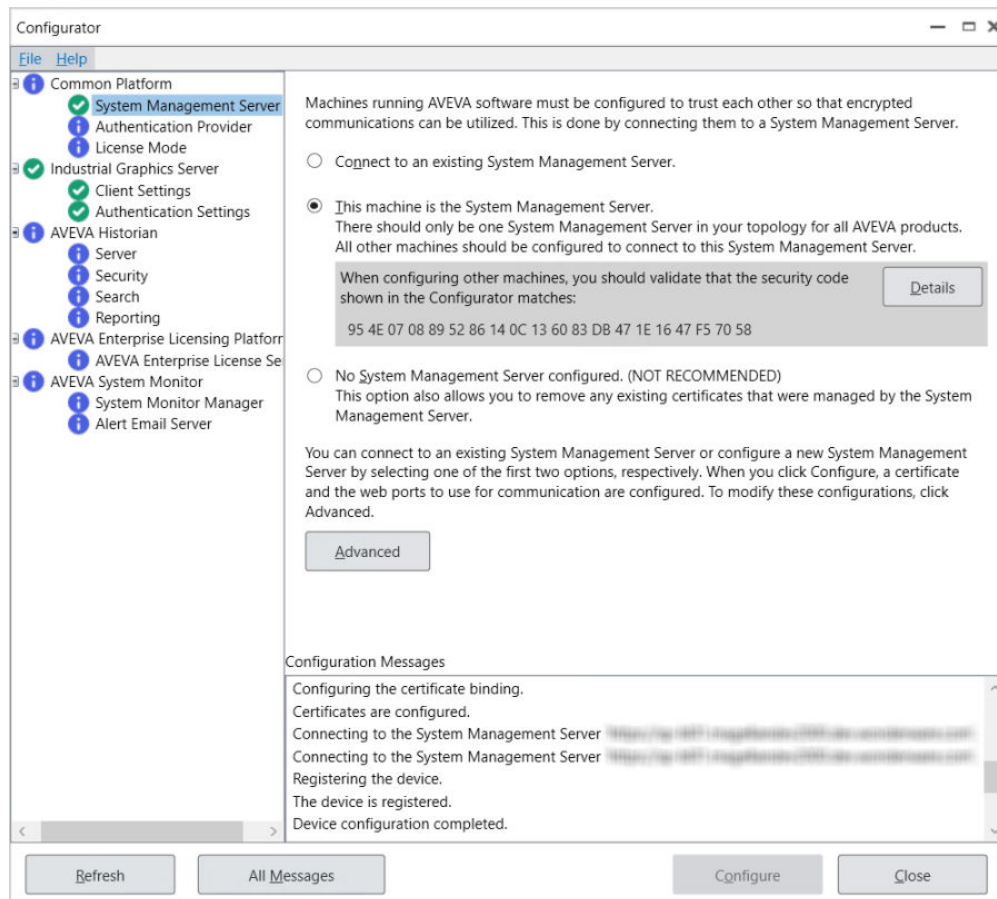 Configurator
File Help
Common Platform
System Management Server
Authentication Provider
License Mode
Industrial Graphics Server
Client Settings
Authentication Settings
AVEVA Historian
Server
Security
Search
Reporting
AVEVA Enterprise Licensing Platforr
AVEVA Enterprise License Se
AVEVA System Monitor
System Monitor Manager
Alert Email Server
Machines running AVEVA software must be configured to trust each other so that encrypted
communications can be utilized. This is done by connecting them to a System Management Server.
Connect to an existing System Management Server.
This machine is the System Management Server.
There should only be one System Management Server in your topology for all AVEVA products.
All other machines should be configured to connect to this System Management Server.
When configuring other machines, you should validate that the security code
shown in the Configurator matches:
Details
95 4E 07 08 89 52 86 14 0C 13 60 83 DB 47 1E 16 47 F5 70 58
No System Management Server configured. (NOT RECOMMENDED)
This option also allows you to remove any existing certificates that were managed by the System
Management Server.
You can connect to an existing System Management Server or configure a new System Management
Server by selecting one of the first two options, respectively. When you click Configure, a certificate
and the web ports to use for communication are configured. To modify these configurations, click
Advanced.
Advanced
Configuration Messages
Configuring the certificate binding.
Certificates are configured.
Connecting to the System Management Server
Connecting to the System Management Server
Registering the device.
The device is registered.
Device configuration completed.
Refresh
All Messages
Configure
Close